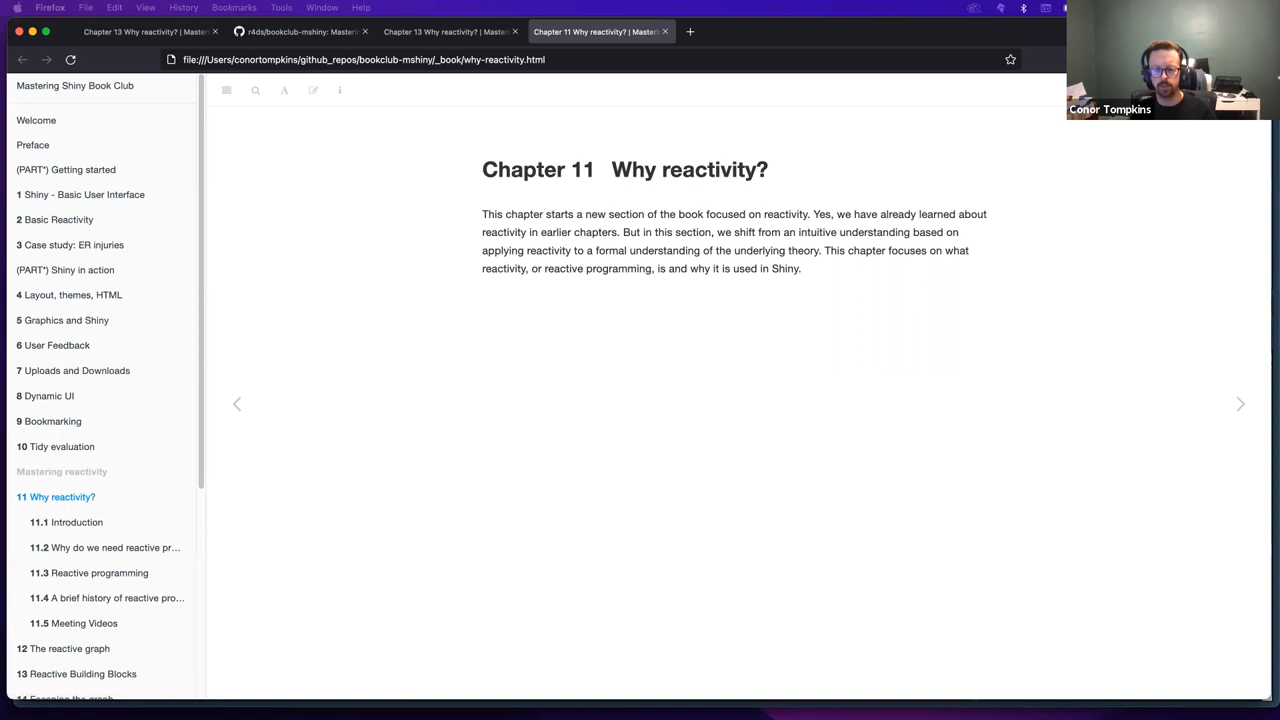 Firefox File Edit View History Bookmarks Tools Window Help
Chapter 13 Why reactivity? | Master
r4ds/bookclub-mshiny: Masterin
Chapter 13 Why reactivity? | Master
Chapter 11 Why reactivity? | Master
file:///Users/conortompkins/github_repos/bookclub-mshiny/_book/why-reactivity.html
Conor Tompkins
Mastering Shiny Book Club
Welcome
Preface
(PART*) Getting started
1 Shiny - Basic User Interface
2 Basic Reactivity
3 Case study: ER injuries
(PART*) Shiny in action
4 Layout, themes, HTML
5 Graphics and Shiny
6 User Feedback
7 Uploads and Downloads
8 Dynamic UI
9 Bookmarking
10 Tidy evaluation
Mastering reactivity
11 Why reactivity?
11.1 Introduction
11.2 Why do we need reactive pr…
11.3 Reactive programming
11.4 A brief history of reactive pro…
11.5 Meeting Videos
12 The reactive graph
13 Reactive Building Blocks
14 Escaping the graph
Chapter 11 Why reactivity?
This chapter starts a new section of the book focused on reactivity. Yes, we have already learned about
reactivity in earlier chapters. But in this section, we shift from an intuitive understanding based on
applying reactivity to a formal understanding of the underlying theory. This chapter focuses on what
reactivity, or reactive programming, is and why it is used in Shiny.